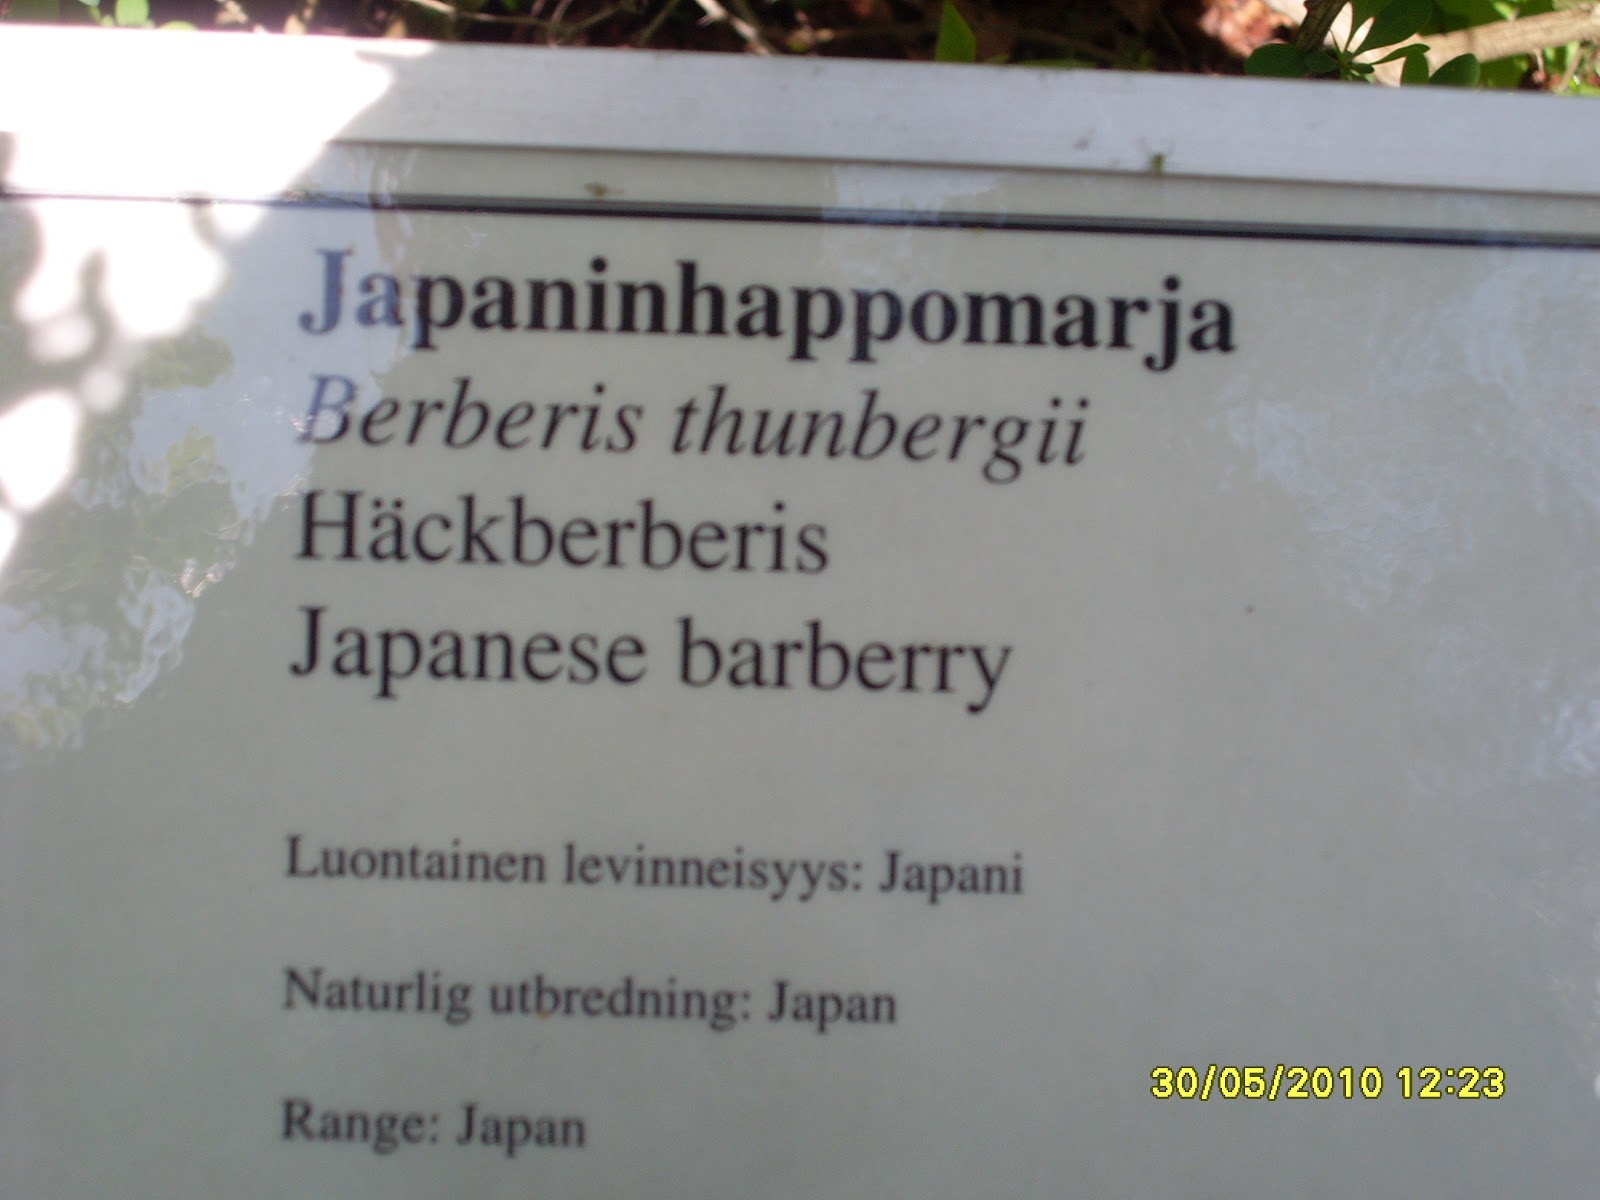 Japaninhappomarja
Berberis thunbergii
Häckberberis
Japanese barberry
Luontainen levinneisyys: Japani
Naturlig utbredning: Japan
Range: Japan
30/05/2010 12:23